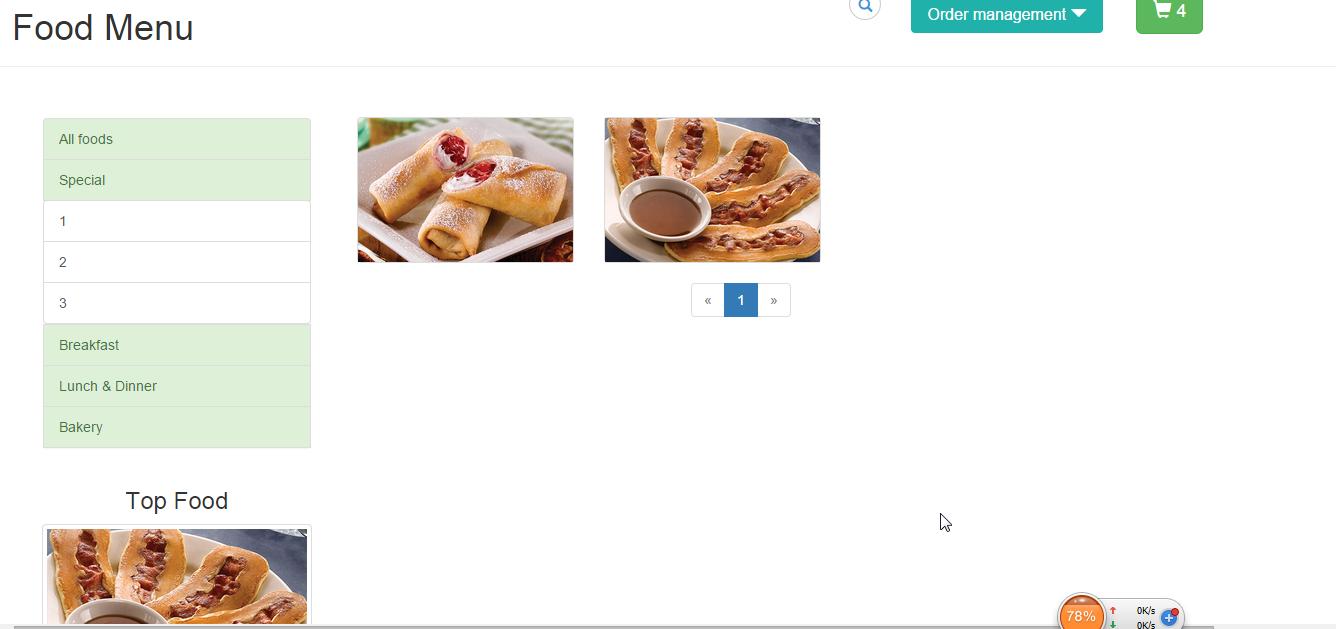 Food Menu
Order management
4
All foods
Special
1
2
3
Breakfast
Lunch & Dinner
Bakery
« 1 »
Top Food
78%
0K/s
0K/s